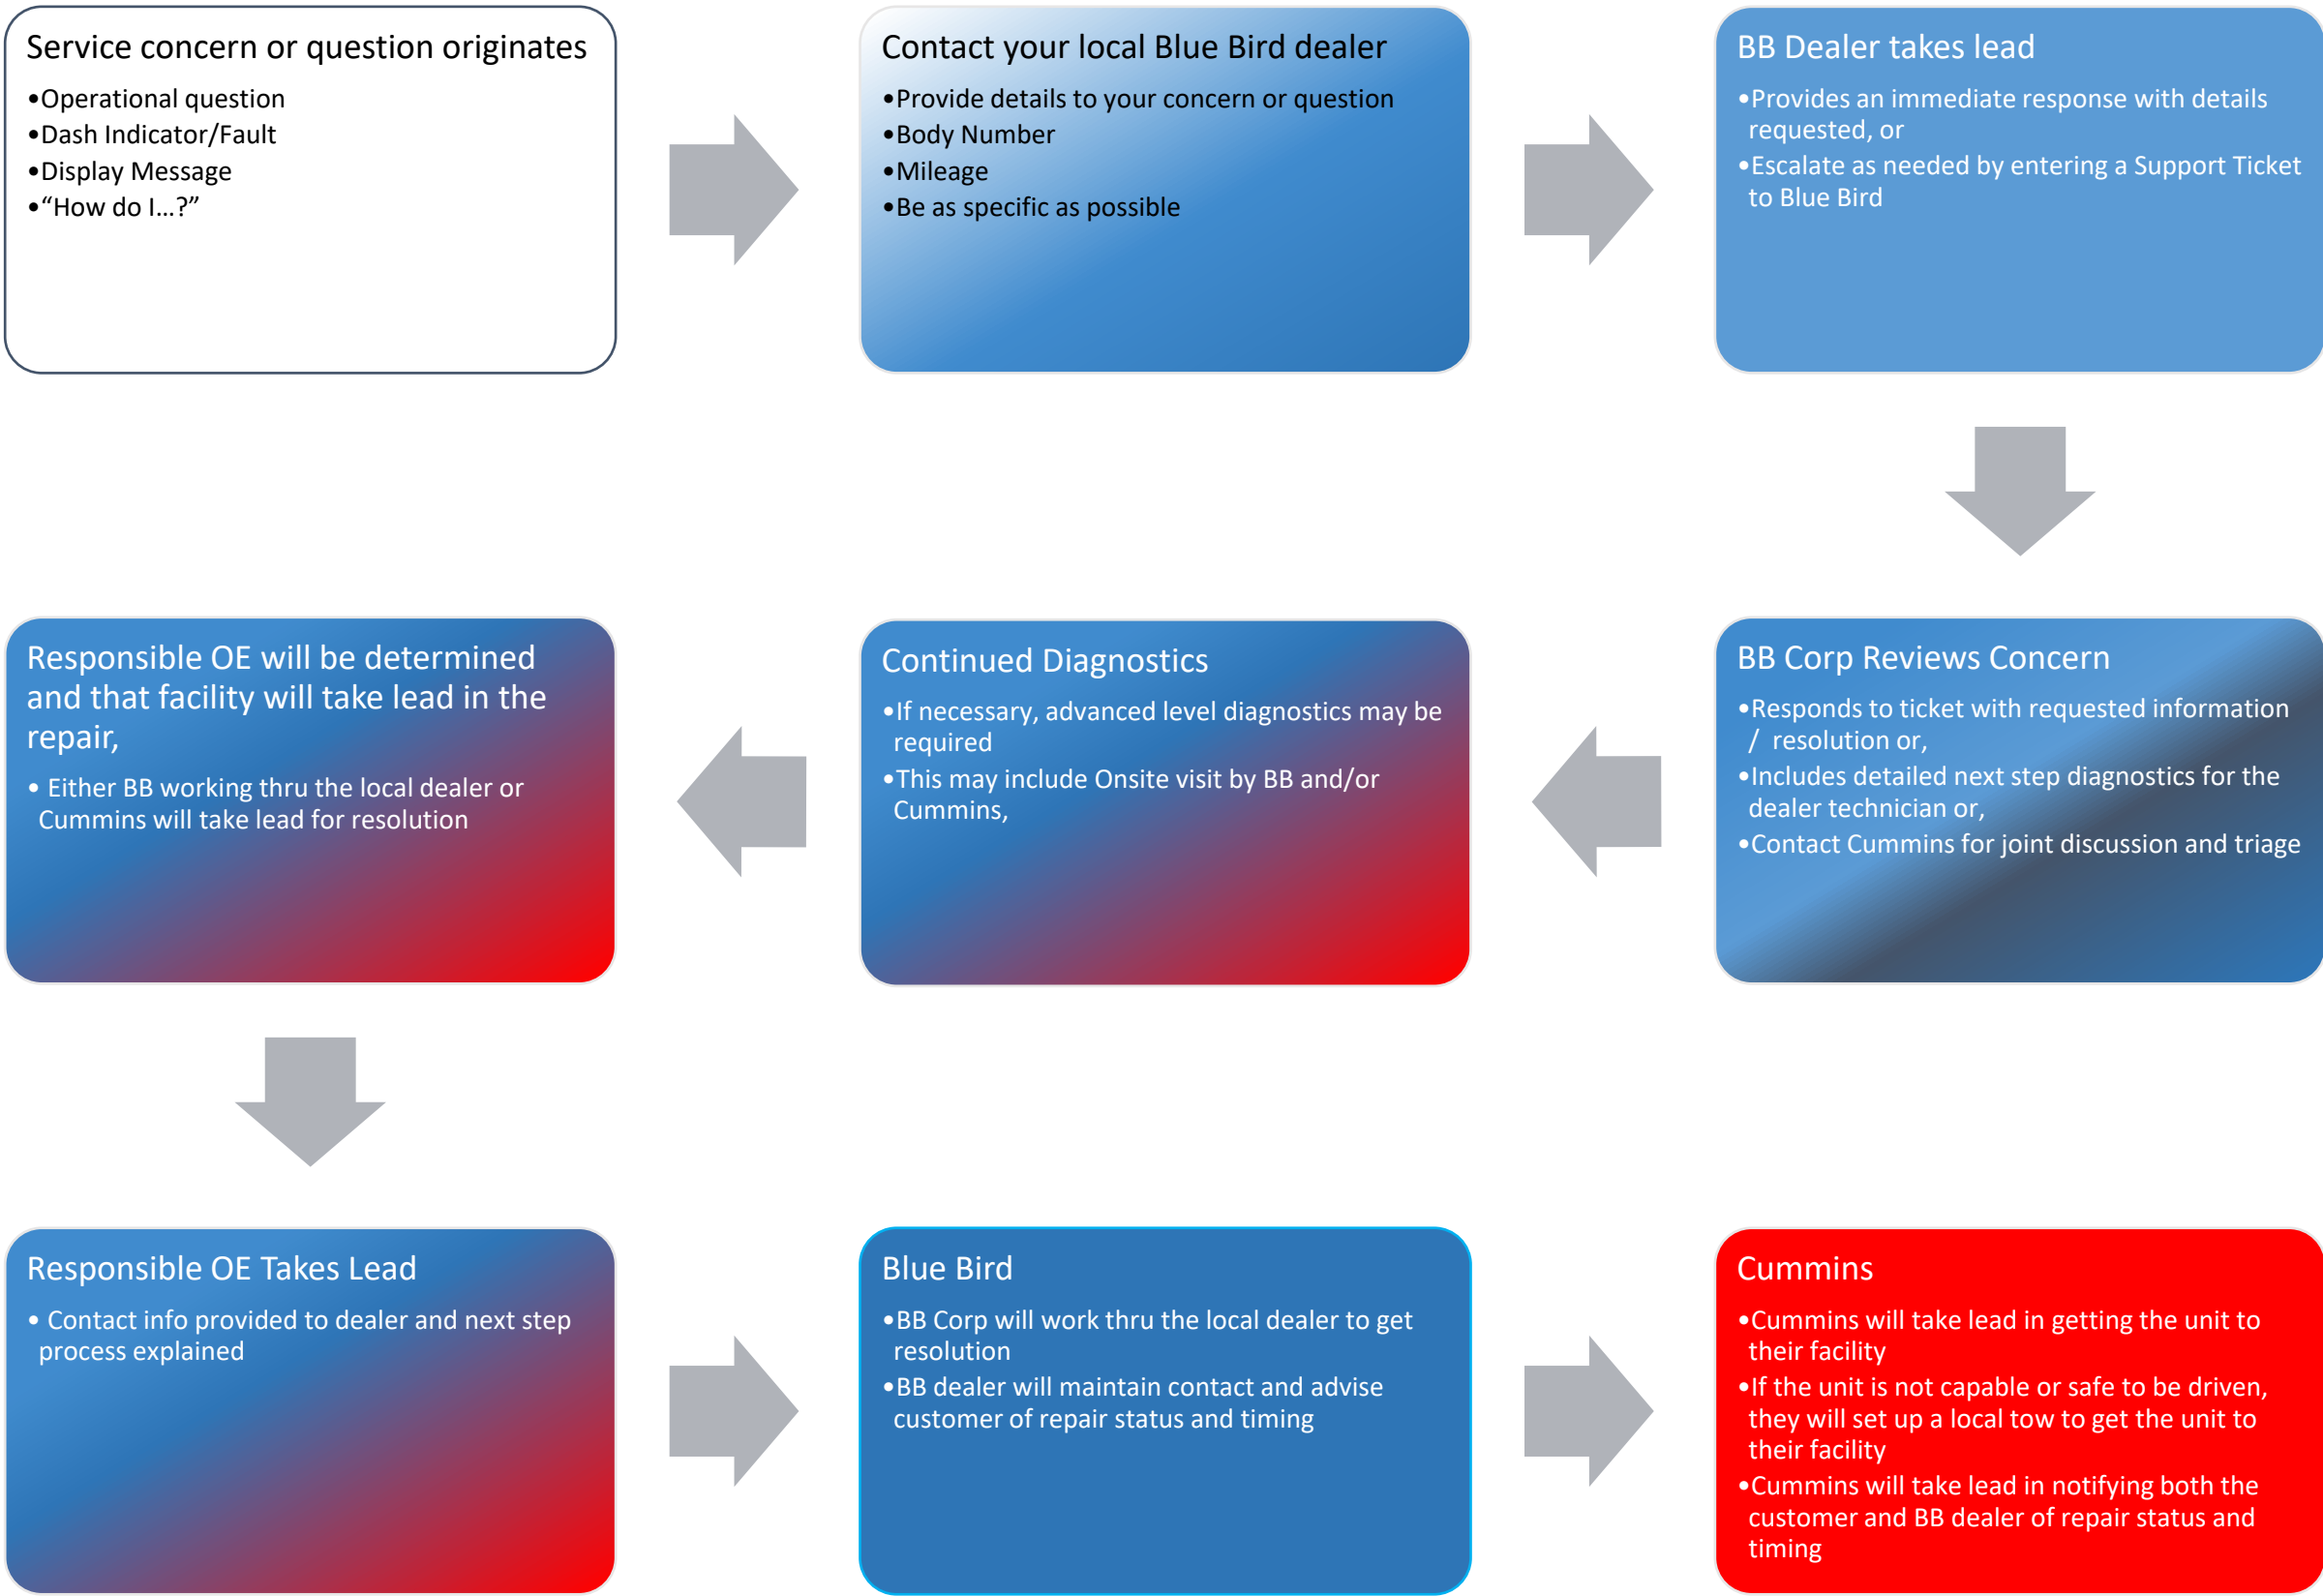 Service concern or question originates
•Operational question
•Dash Indicator/Fault
•Display Message
•“How do I…?”
Contact your local Blue Bird dealer
•Provide details to your concern or question
•Body Number
•Mileage
•Be as specific as possible
BB Dealer takes lead
•Provides an immediate response with details
requested, or
•Escalate as needed by entering a Support Ticket
to Blue Bird
BB Corp Reviews Concern
•Responds to ticket with requested information
/ resolution or,
•Includes detailed next step diagnostics for the
dealer technician or,
•Contact Cummins for joint discussion and triage
Continued Diagnostics
•If necessary, advanced level diagnostics may be
required
•This may include Onsite visit by BB and/or
Cummins,
Responsible OE will be determined
and that facility will take lead in the
repair,
• Either BB working thru the local dealer or
Cummins will take lead for resolution
Responsible OE Takes Lead
• Contact info provided to dealer and next step
process explained
Blue Bird
•BB Corp will work thru the local dealer to get
resolution
•BB dealer will maintain contact and advise
customer of repair status and timing
Cummins
•Cummins will take lead in getting the unit to
their facility
•If the unit is not capable or safe to be driven,
they will set up a local tow to get the unit to
their facility
•Cummins will take lead in notifying both the
customer and BB dealer of repair status and
timing